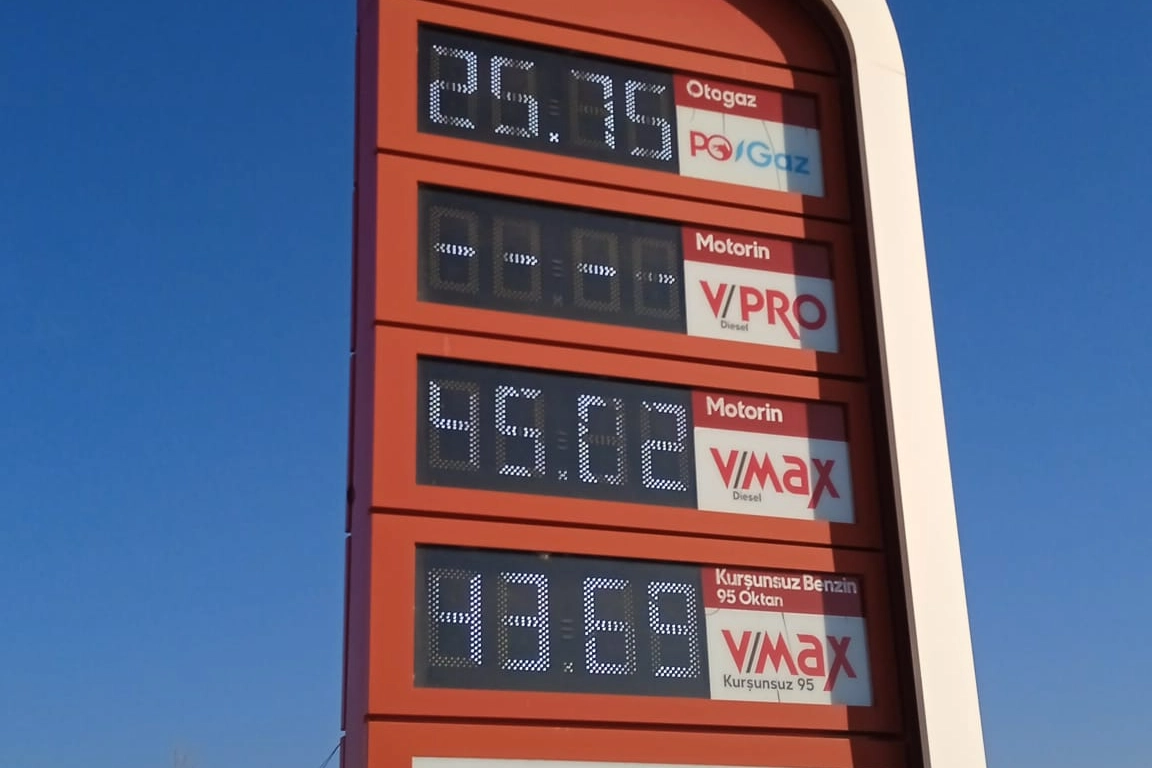 25.75
Otogaz
PO/Gaz
- - - -
Motorin
V/PRO
Diesel
45.02
Motorin
V/Max
Diesel
43.69
Kurşunsuz Benzin
95 Oktan
V/Max
Kurşunsuz 95